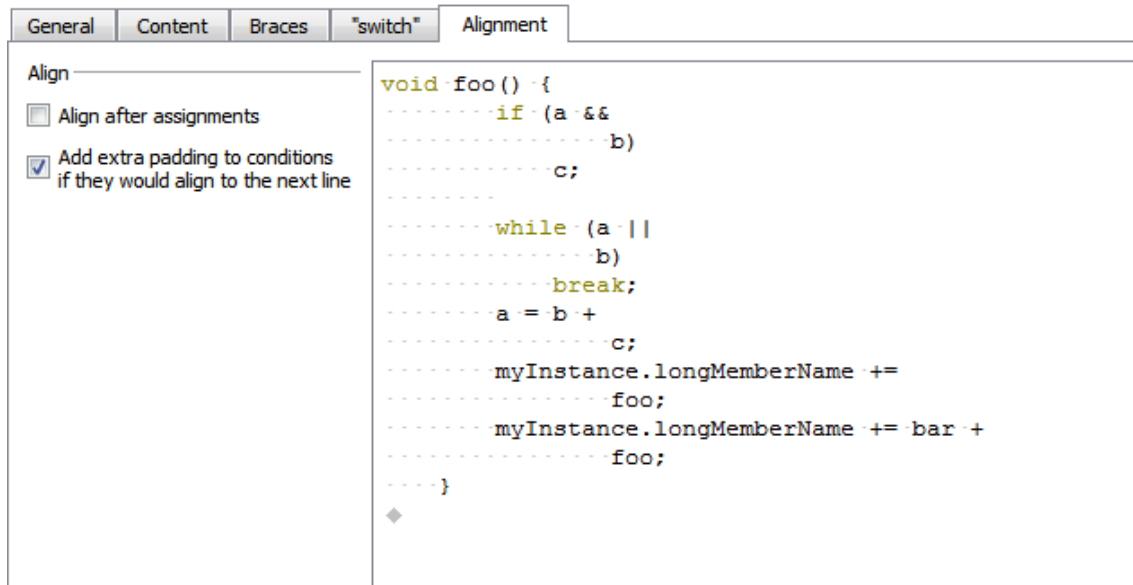 General Content Braces "switch" Alignment
Align
Align after assignments
Add extra padding to conditions
if they would align to the next line
void foo() {
        if (a &&
                b)
            c;
        
        while (a ||
               b)
            break;
        a = b +
                c;
        myInstance.longMemberName +=
                foo;
        myInstance.longMemberName += bar +
                foo;
    }